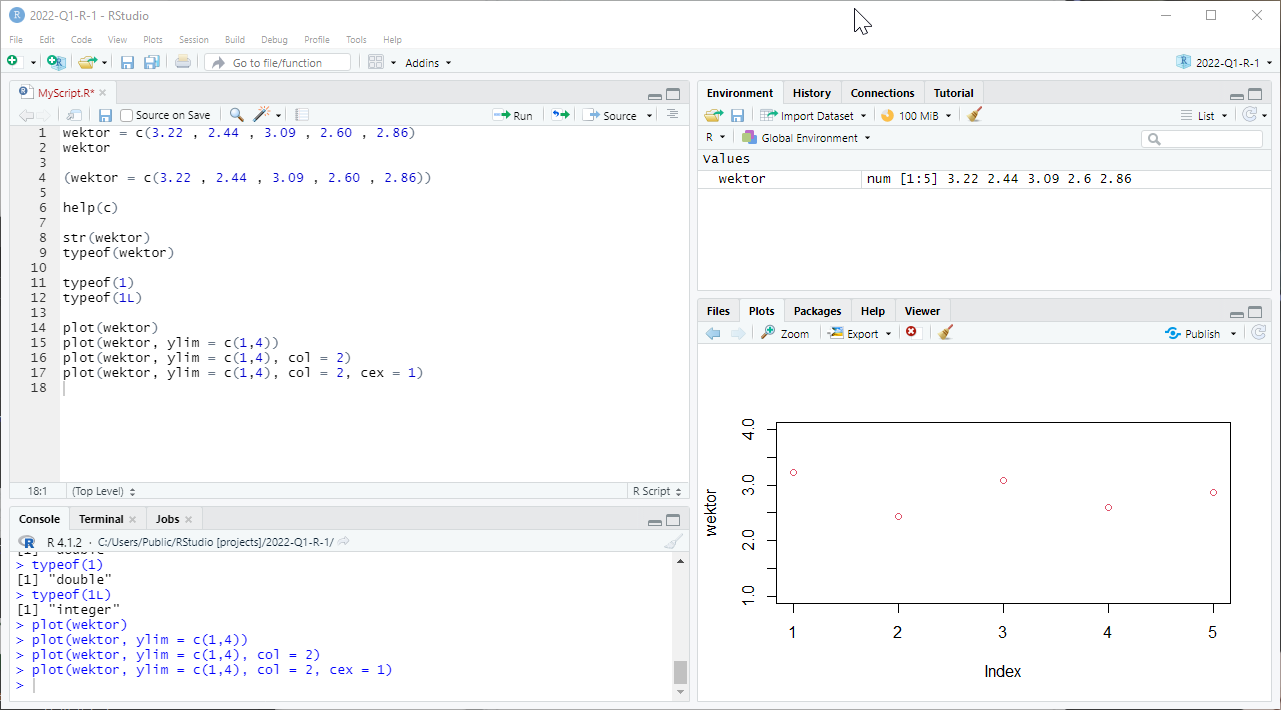 2022-Q1-R-1 - RStudio
File Edit Code View Plots Session Build Debug Profile Tools Help
Go to file/function Addins 2022-Q1-R-1
MyScript.R*
Source on Save Run Source
1 wektor = c(3.22 , 2.44 , 3.09 , 2.60 , 2.86)
2 wektor
3
4 (wektor = c(3.22 , 2.44 , 3.09 , 2.60 , 2.86))
5
6 help(c)
7
8 str(wektor)
9 typeof(wektor)
10
11 typeof(1)
12 typeof(1L)
13
14 plot(wektor)
15 plot(wektor, ylim = c(1,4))
16 plot(wektor, ylim = c(1,4), col = 2)
17 plot(wektor, ylim = c(1,4), col = 2, cex = 1)
18
18:1 (Top Level) R Script
Console Terminal Jobs
R 4.1.2 · C:/Users/Public/RStudio [projects]/2022-Q1-R-1/
[1] "double"
> typeof(1)
[1] "double"
> typeof(1L)
[1] "integer"
> plot(wektor)
> plot(wektor, ylim = c(1,4))
> plot(wektor, ylim = c(1,4), col = 2)
> plot(wektor, ylim = c(1,4), col = 2, cex = 1)
>
Environment History Connections Tutorial
Import Dataset 100 MiB List
R Global Environment
Values
wektor num [1:5] 3.22 2.44 3.09 2.6 2.86
Files Plots Packages Help Viewer
Zoom Export Publish
4.0
3.0
2.0
1.0
wektor
1 2 3 4 5
Index